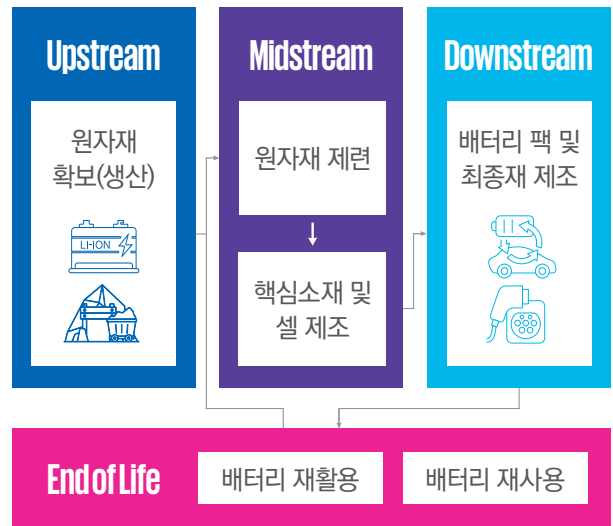 Upstream
원자재
확보(생산)
LI-ION
Midstream
원자재 제련
핵심소재 및
셀 제조
Downstream
배터리 팩 및
최종재 제조
End of Life
배터리 재활용
배터리 재사용